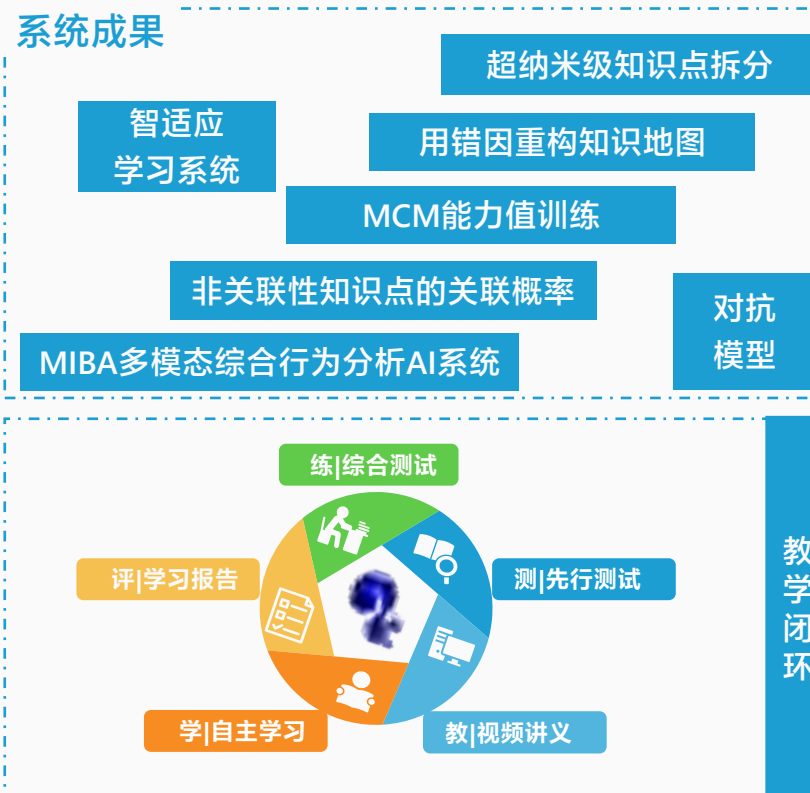 系统成果
超纳米级知识点拆分
智适应
学习系统
用错因重构知识地图
MCM能力值训练
非关联性知识点的关联概率
对抗
模型
MIBA多模态综合行为分析AI系统
练|综合测试
评|学习报告
测|先行测试
学|自主学习
教|视频讲义
教
学
闭
环